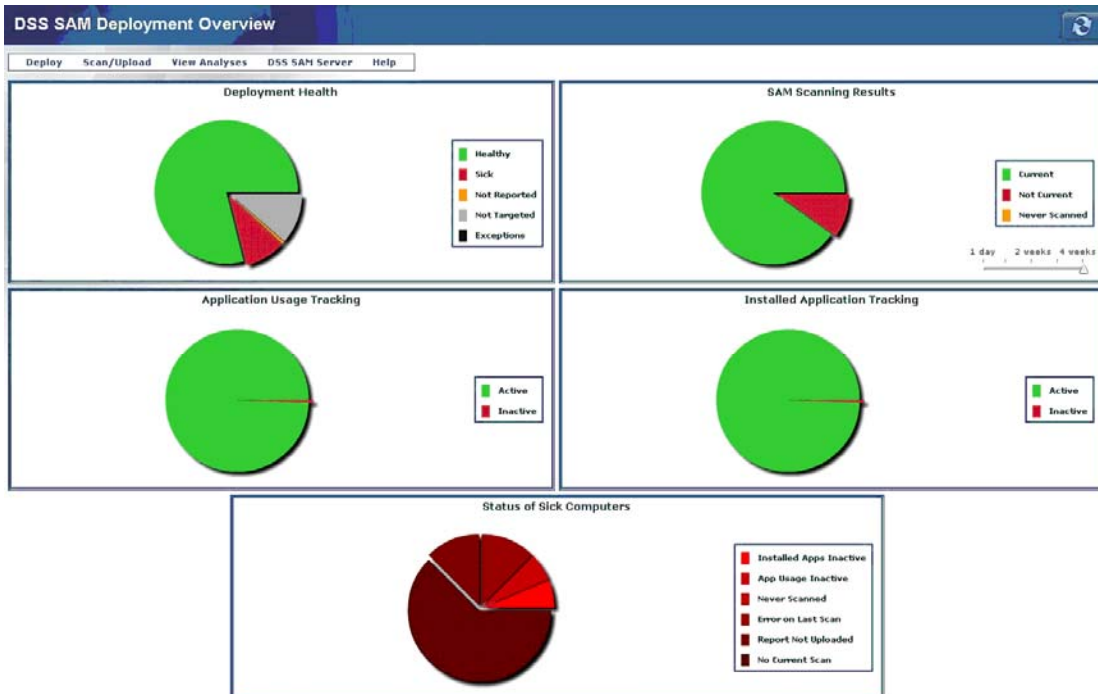 DSS SAM Deployment Overview
Deploy Scan/Upload View Analyses DSS SAM Server Help
Deployment Health
Healthy
Sick
Not Reported
Not Targeted
Exceptions
SAM Scanning Results
Current
Not Current
Never Scanned
1 day 2 weeks 4 weeks
Application Usage Tracking
Active
Inactive
Installed Application Tracking
Active
Inactive
Status of Sick Computers
Installed Apps Inactive
App Usage Inactive
Never Scanned
Error on Last Scan
Report Not Uploaded
No Current Scan